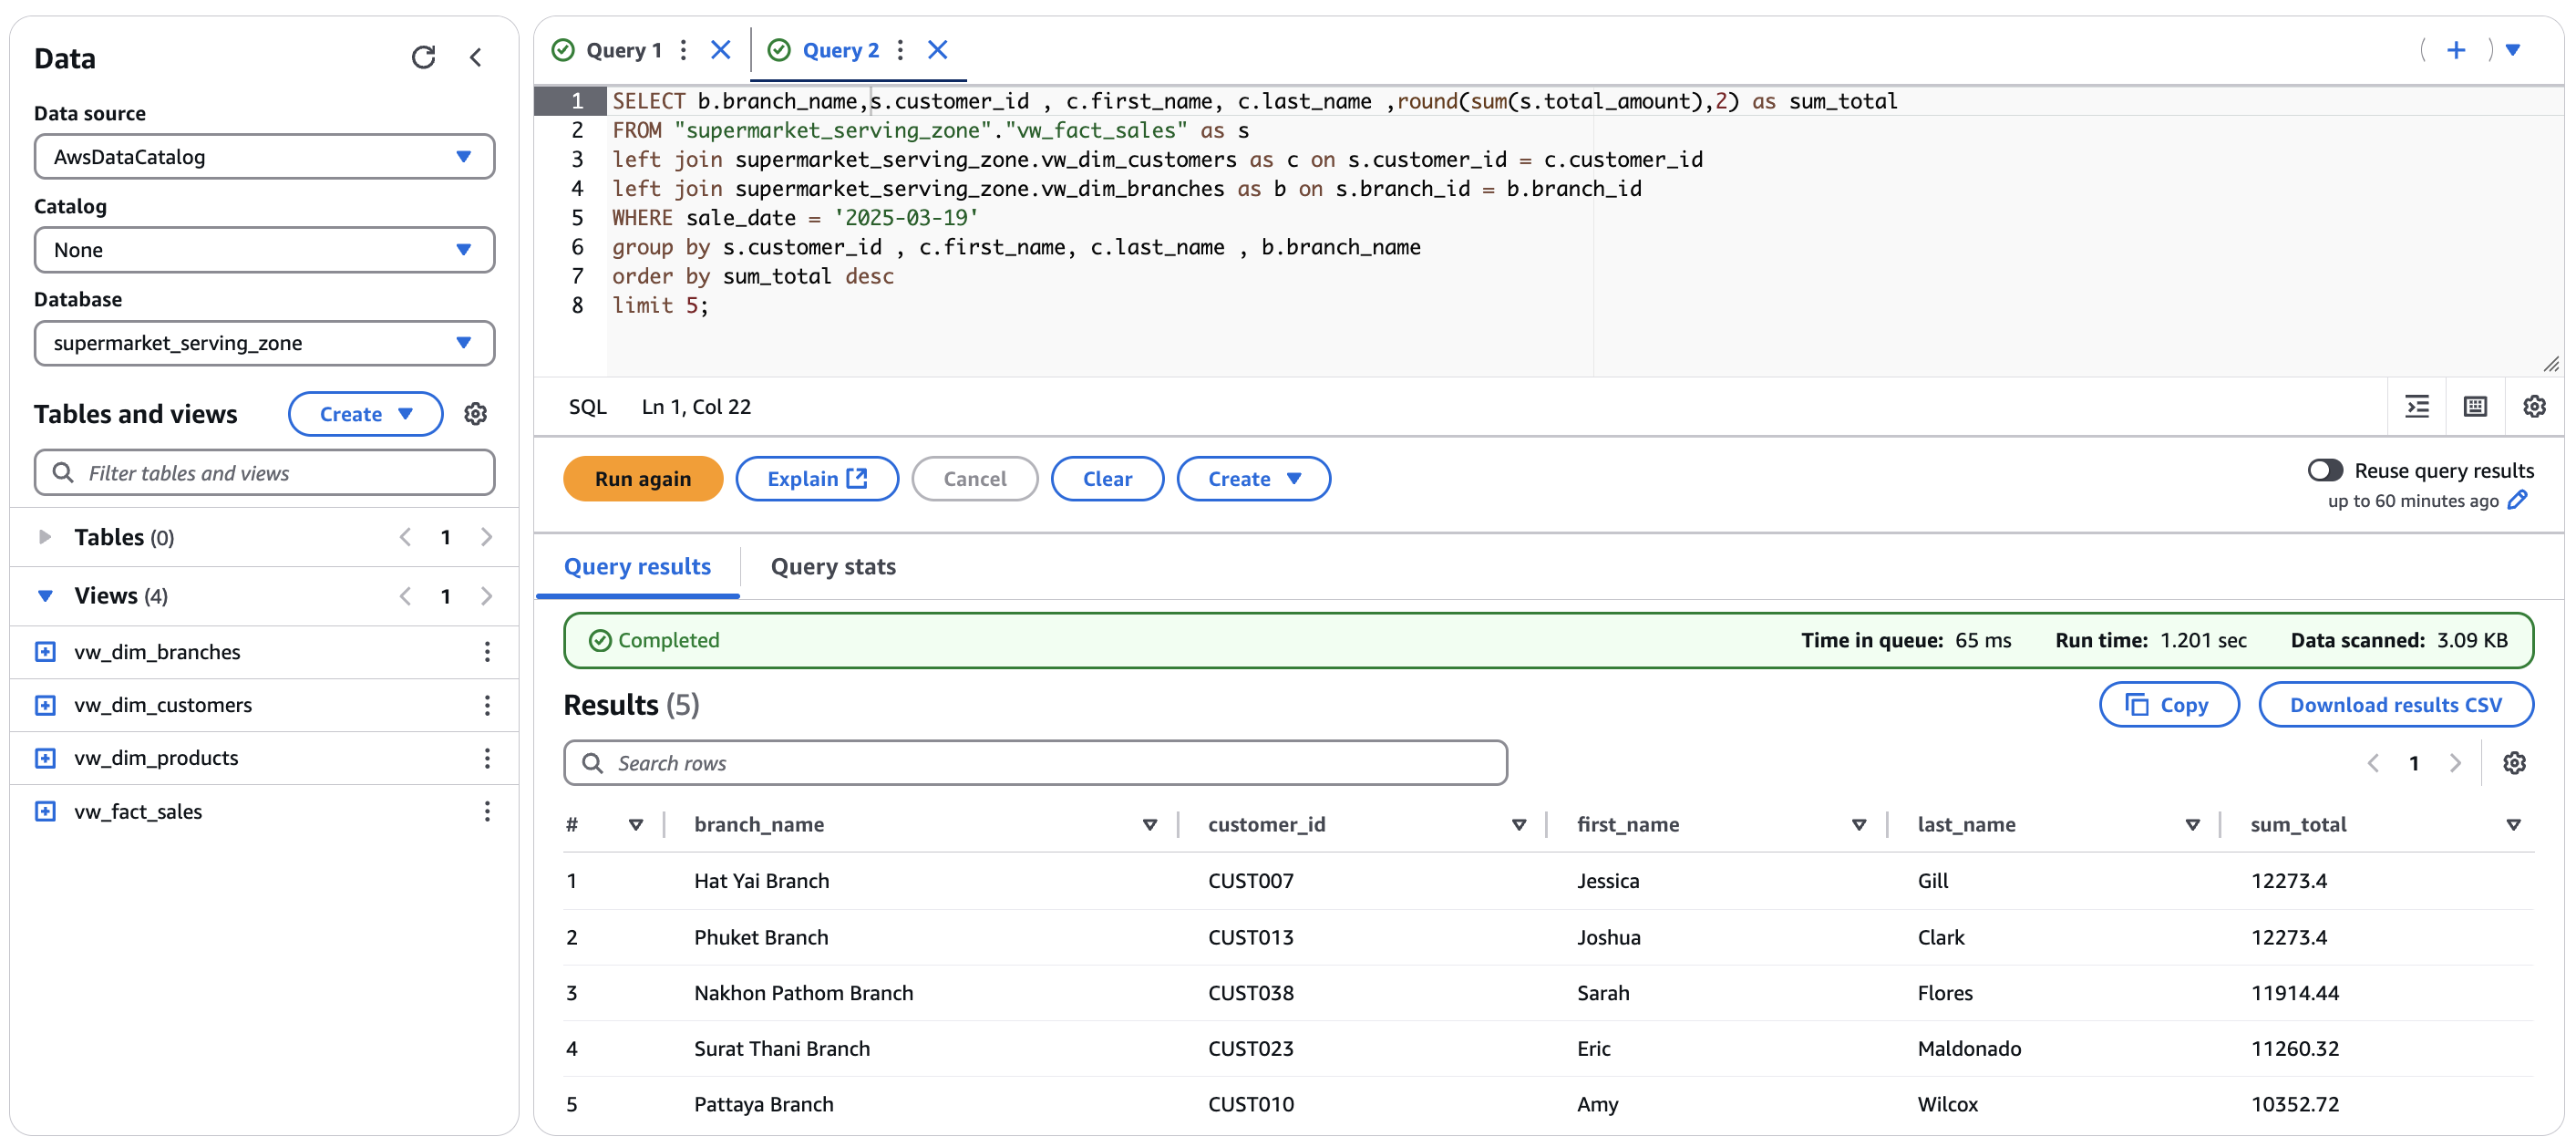 Data
Data source
AwsDataCatalog
Catalog
None
Database
supermarket_serving_zone
Tables and views
Create
Filter tables and views
Tables (0)
1
Views (4)
1
vw_dim_branches
vw_dim_customers
vw_dim_products
vw_fact_sales
Query 1
Query 2
1 SELECT b.branch_name,s.customer_id , c.first_name, c.last_name ,round(sum(s.total_amount),2) as sum_total
2 FROM "supermarket_serving_zone"."vw_fact_sales" as s
3 left join supermarket_serving_zone.vw_dim_customers as c on s.customer_id = c.customer_id
4 left join supermarket_serving_zone.vw_dim_branches as b on s.branch_id = b.branch_id
5 WHERE sale_date = '2025-03-19'
6 group by s.customer_id , c.first_name, c.last_name , b.branch_name
7 order by sum_total desc
8 limit 5;
SQL Ln 1, Col 22
Run again Explain Cancel Clear Create
Reuse query results
up to 60 minutes ago
Query results Query stats
Completed Time in queue: 65 ms Run time: 1.201 sec Data scanned: 3.09 KB
Results (5) Copy Download results CSV
Search rows 1
# branch_name customer_id first_name last_name sum_total
1 Hat Yai Branch CUST007 Jessica Gill 12273.4
2 Phuket Branch CUST013 Joshua Clark 12273.4
3 Nakhon Pathom Branch CUST038 Sarah Flores 11914.44
4 Surat Thani Branch CUST023 Eric Maldonado 11260.32
5 Pattaya Branch CUST010 Amy Wilcox 10352.72